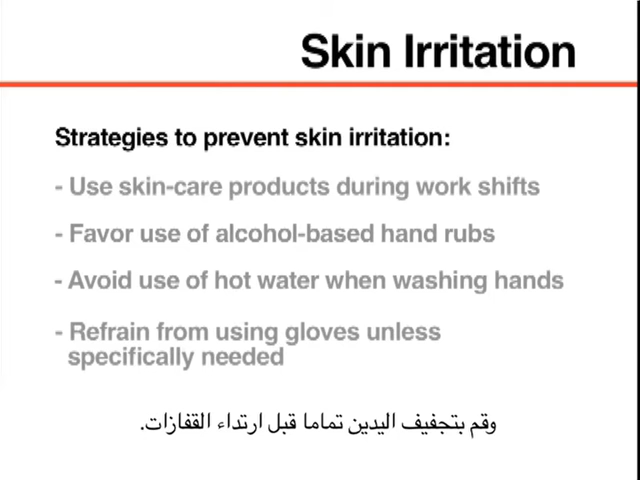 Skin Irritation
Strategies to prevent skin irritation:
- Use skin-care products during work shifts
- Favor use of alcohol-based hand rubs
- Avoid use of hot water when washing hands
- Refrain from using gloves unless
specifically needed
وقم بتجفيف اليدين تماما قبل ارتداء القفازات.